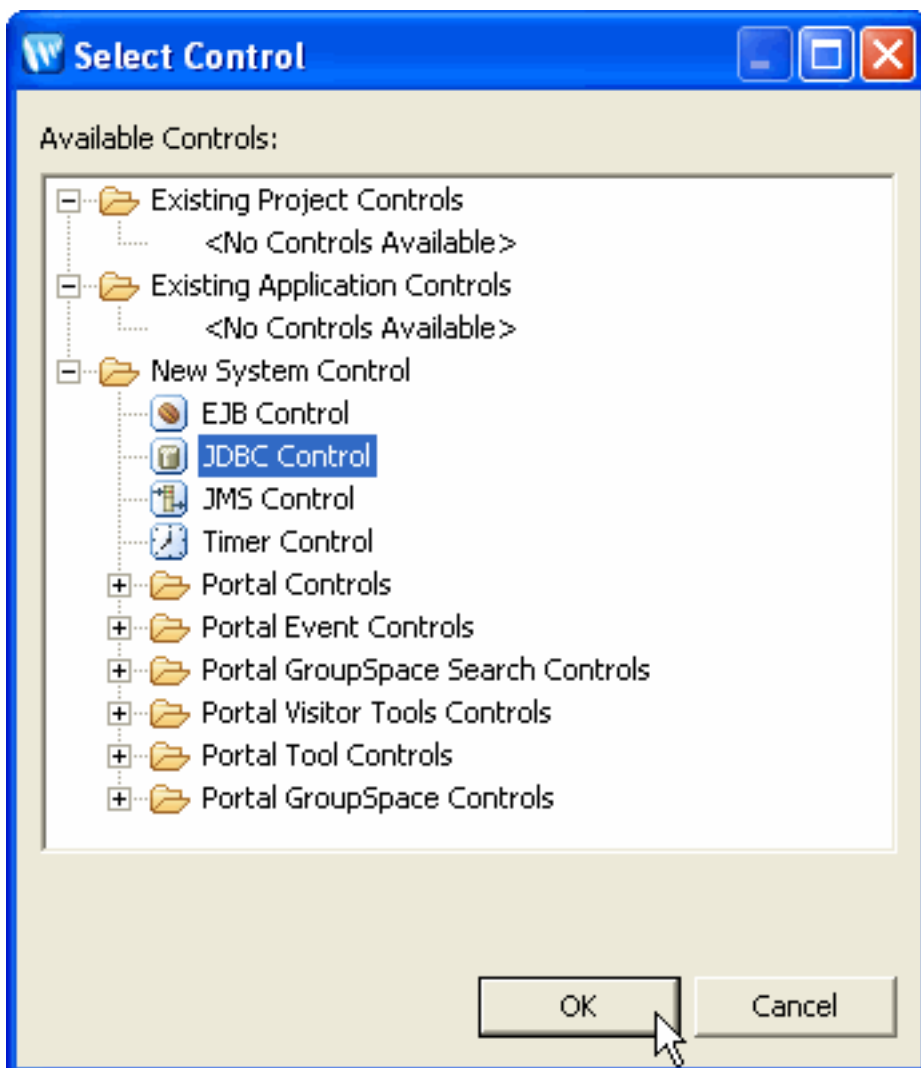 Select Control
Available Controls:
Existing Project Controls
<No Controls Available>
Existing Application Controls
<No Controls Available>
New System Control
EJB Control
JDBC Control
JMS Control
Timer Control
Portal Controls
Portal Event Controls
Portal GroupSpace Search Controls
Portal Visitor Tools Controls
Portal Tool Controls
Portal GroupSpace Controls
OK Cancel